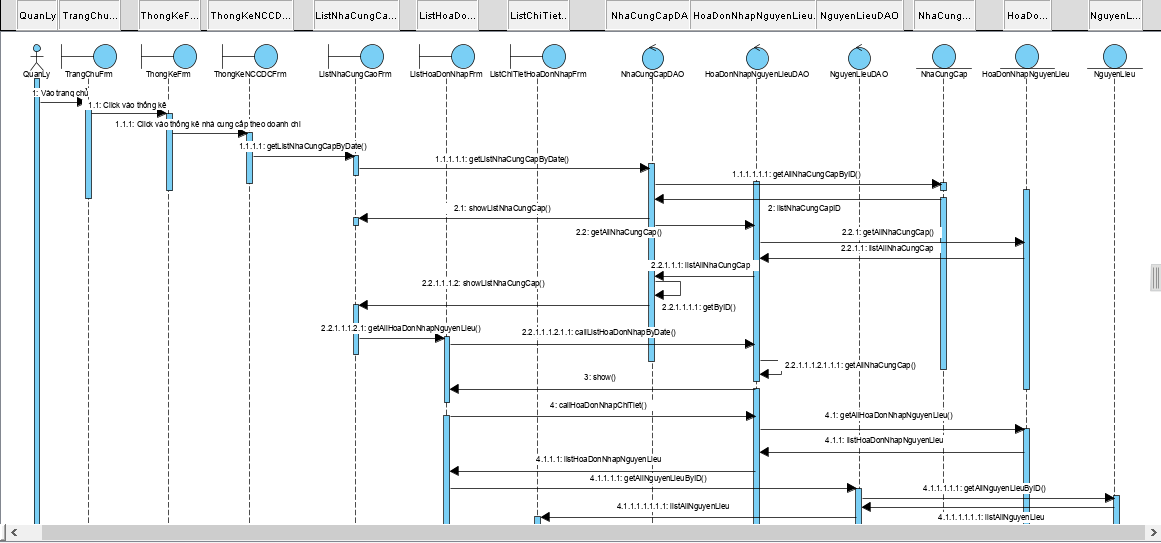 QuanLy
TrangChu...
ThongKeFrm
ThongKeNCCD...
ListNhaCungCa...
ListHoaDo...
ListChiTiet...
NhaCungCapDA
HoaDonNhapNguyenLieu.
NguyenLieuDAO
NhaCung...
HoaDo...
NguyenL...
QuanLy
TrangChuFrm
ThongKeFrm
ThongKeNCCDCFrm
ListNhaCungCaoFrm
ListHoaDonNhapFrm
ListChiTietHoaDonNhapFrm
NhaCungCapDAO
HoaDonNhapNguyenLieuDAO
NguyenLieuDAO
NhaCungCap
HoaDonNhapNguyenLieu
NguyenLieu
1: Vào trang chủ
1.1: Click vào thống kê
1.1.1: Click vào thống kê nhà cung cấp theo doanh chi
1.1.1.1: getListNhaCungCapByDate()
1.1.1.1.1: getListNhaCungCapByDate()
1.1.1.1.1.1: getAllNhaCungCapByID()
2: listNhaCungCapID
2.1: showListNhaCungCap()
2.2: getAllNhaCungCap()
2.2.1: getAllNhaCungCap()
2.2.1.1: listAllNhaCungCap
2.2.1.1.1: listAllNhaCungCap
2.2.1.1.1.2: showListNhaCungCap()
2.2.1.1.1.1: getByID()
2.2.1.1.1.2.1: getAllHoaDonNhapNguyenLieu()
2.2.1.1.1.2.1.1: callListHoaDonNhapByDate()
2.2.1.1.1.2.1.1.1: getAllNhaCungCap()
3: show()
4: callHoaDonNhapChiTiet()
4.1: getAllHoaDonNhapNguyenLieu()
4.1.1: listHoaDonNhapNguyenLieu
4.1.1.1: listHoaDonNhapNguyenLieu
4.1.1.1.1: getAllNguyenLieuByID()
4.1.1.1.1.1: getAllNguyenLieuByID()
4.1.1.1.1.1.1.1: listAllNguyenLieu
4.1.1.1.1.1.1: listAllNguyenLieu